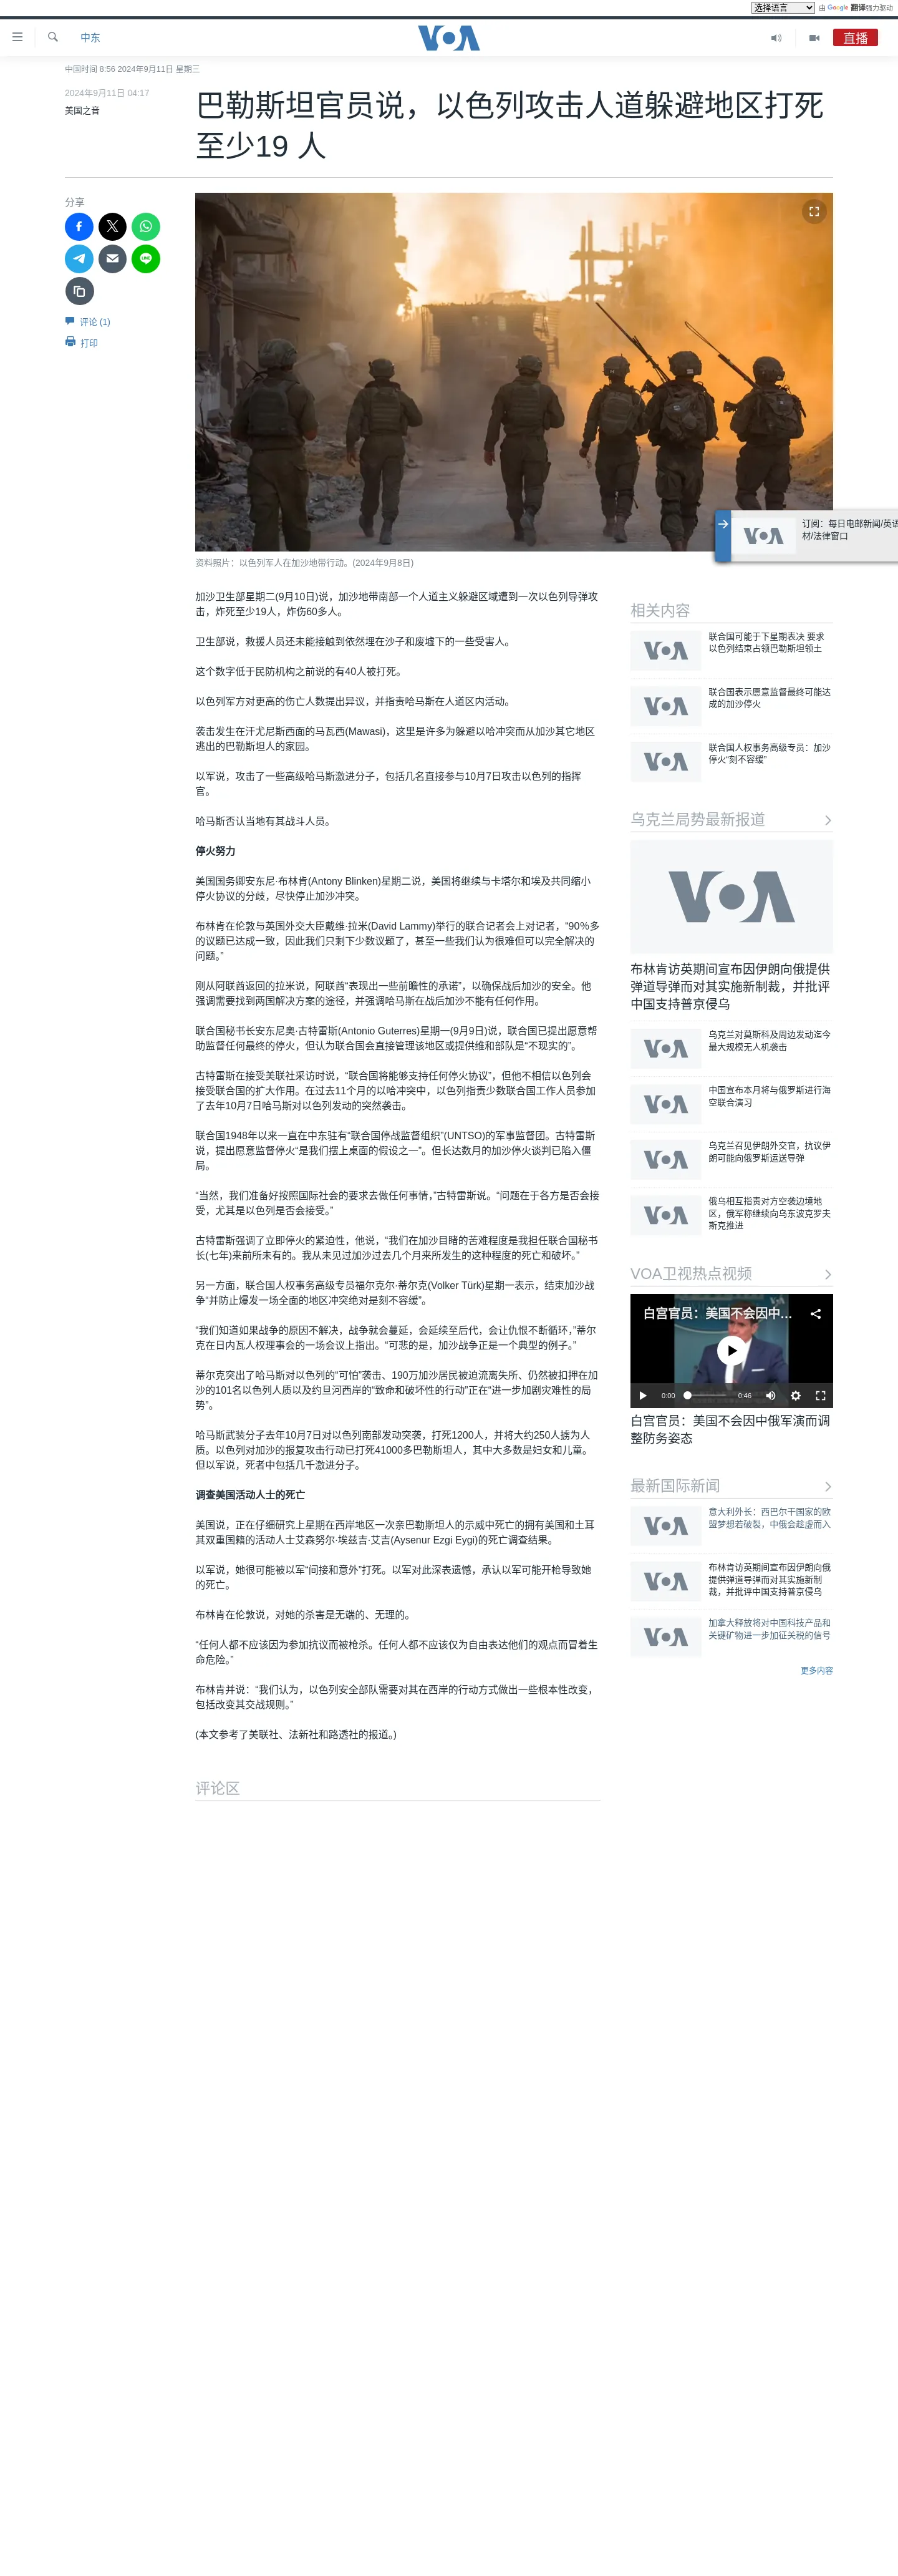 选择语言 由 Google 翻译强力驱动
中东
VOA
直播
中国时间 8:56 2024年9月11日 星期三
2024年9月11日 04:17
美国之音
巴勒斯坦官员说，以色列攻击人道躲避地区打死
至少19 人
分享
评论 (1)
打印
资料照片：以色列军人在加沙地带行动。(2024年9月8日)
VOA
订阅：每日电邮新闻/英语
材/法律窗口
加沙卫生部星期二(9月10日)说，加沙地带南部一个人道主义躲避区域遭到一次以色列导弹攻
击，炸死至少19人，炸伤60多人。
卫生部说，救援人员还未能接触到依然埋在沙子和废墟下的一些受害人。
这个数字低于民防机构之前说的有40人被打死。
以色列军方对更高的伤亡人数提出异议，并指责哈马斯在人道区内活动。
袭击发生在汗尤尼斯西面的马瓦西(Mawasi)，这里是许多为躲避以哈冲突而从加沙其它地区
逃出的巴勒斯坦人的家园。
以军说，攻击了一些高级哈马斯激进分子，包括几名直接参与10月7日攻击以色列的指挥
官。
哈马斯否认当地有其战斗人员。
停火努力
美国国务卿安东尼·布林肯(Antony Blinken)星期二说，美国将继续与卡塔尔和埃及共同缩小
停火协议的分歧，尽快停止加沙冲突。
布林肯在伦敦与英国外交大臣戴维·拉米(David Lammy)举行的联合记者会上对记者，“90%多
的议题已达成一致，因此我们只剩下少数议题了，甚至一些我们认为很难但可以完全解决的
问题。”
刚从阿联酋返回的拉米说，阿联酋“表现出一些前瞻性的承诺”，以确保战后加沙的安全。他
强调需要找到两国解决方案的途径，并强调哈马斯在战后加沙不能有任何作用。
联合国秘书长安东尼奥·古特雷斯(Antonio Guterres)星期一(9月9日)说，联合国已提出愿意帮
助监督任何最终的停火，但认为联合国会直接管理该地区或提供维和部队是“不现实的”。
古特雷斯在接受美联社采访时说，“联合国将能够支持任何停火协议”，但他不相信以色列会
接受联合国的扩大作用。在过去11个月的以哈冲突中，以色列指责少数联合国工作人员参加
了去年10月7日哈马斯对以色列发动的突然袭击。
联合国1948年以来一直在中东驻有“联合国停战监督组织”(UNTSO)的军事监督团。古特雷斯
说，提出愿意监督停火“是我们摆上桌面的假设之一”。但长达数月的加沙停火谈判已陷入僵
局。
“当然，我们准备好按照国际社会的要求去做任何事情，”古特雷斯说。“问题在于各方是否会接
受，尤其是以色列是否会接受。”
古特雷斯强调了立即停火的紧迫性，他说，“我们在加沙目睹的苦难程度是我担任联合国秘书
长(七年)来前所未有的。我从未见过加沙过去几个月来所发生的这种程度的死亡和破坏。”
另一方面，联合国人权事务高级专员福尔克尔·蒂尔克(Volker Türk)星期一表示，结束加沙战
争“并防止爆发一场全面的地区冲突绝对是刻不容缓”。
“我们知道如果战争的原因不解决，战争就会蔓延，会延续至后代，会让仇恨不断循环，”蒂尔
克在日内瓦人权理事会的一场会议上指出。“可悲的是，加沙战争正是一个典型的例子。”
蒂尔克突出了哈马斯对以色列的“可怕”袭击、190万加沙居民被迫流离失所、仍然被扣押在加
沙的101名以色列人质以及约旦河西岸的“致命和破坏性的行动”正在“进一步加剧灾难性的局
势”。
哈马斯武装分子去年10月7日对以色列南部发动突袭，打死1200人，并将大约250人掳为人
质。以色列对加沙的报复攻击行动已打死41000多巴勒斯坦人，其中大多数是妇女和儿童。
但以军说，死者中包括几千激进分子。
调查美国活动人士的死亡
美国说，正在仔细研究上星期在西岸地区一次亲巴勒斯坦人的示威中死亡的拥有美国和土耳
其双重国籍的活动人士艾森努尔·埃兹吉·艾吉(Aysenur Ezgi Eygi)的死亡调查结果。
以军说，她很可能被以军“间接和意外”打死。以军对此深表遗憾，承认以军可能开枪导致她
的死亡。
布林肯在伦敦说，对她的杀害是无端的、无理的。
“任何人都不应该因为参加抗议而被枪杀。任何人都不应该仅为自由表达他们的观点而冒着生
命危险。”
布林肯并说：“我们认为，以色列安全部队需要对其在西岸的行动方式做出一些根本性改变，
包括改变其交战规则。”
(本文参考了美联社、法新社和路透社的报道。)
评论区
相关内容
VOA
联合国可能于下星期表决 要求
以色列结束占领巴勒斯坦领土
VOA
联合国表示愿意监督最终可能达
成的加沙停火
VOA
联合国人权事务高级专员：加沙
停火“刻不容缓”
乌克兰局势最新报道
VOA
布林肯访英期间宣布因伊朗向俄提供
弹道导弹而对其实施新制裁，并批评
中国支持普京侵乌
VOA
乌克兰对莫斯科及周边发动迄今
最大规模无人机袭击
VOA
中国宣布本月将与俄罗斯进行海
空联合演习
VOA
乌克兰召见伊朗外交官，抗议伊
朗可能向俄罗斯运送导弹
VOA
俄乌相互指责对方空袭边境地
区，俄军称继续向乌东波克罗夫
斯克推进
VOA卫视热点视频
白宫官员：美国不会因中...
VOA
0:00 0:46
白宫官员：美国不会因中俄军演而调
整防务姿态
最新国际新闻
VOA
意大利外长：西巴尔干国家的欧
盟梦想若破裂，中俄会趁虚而入
VOA
布林肯访英期间宣布因伊朗向俄
提供弹道导弹而对其实施新制
裁，并批评中国支持普京侵乌
VOA
加拿大释放将对中国科技产品和
关键矿物进一步加征关税的信号
更多内容